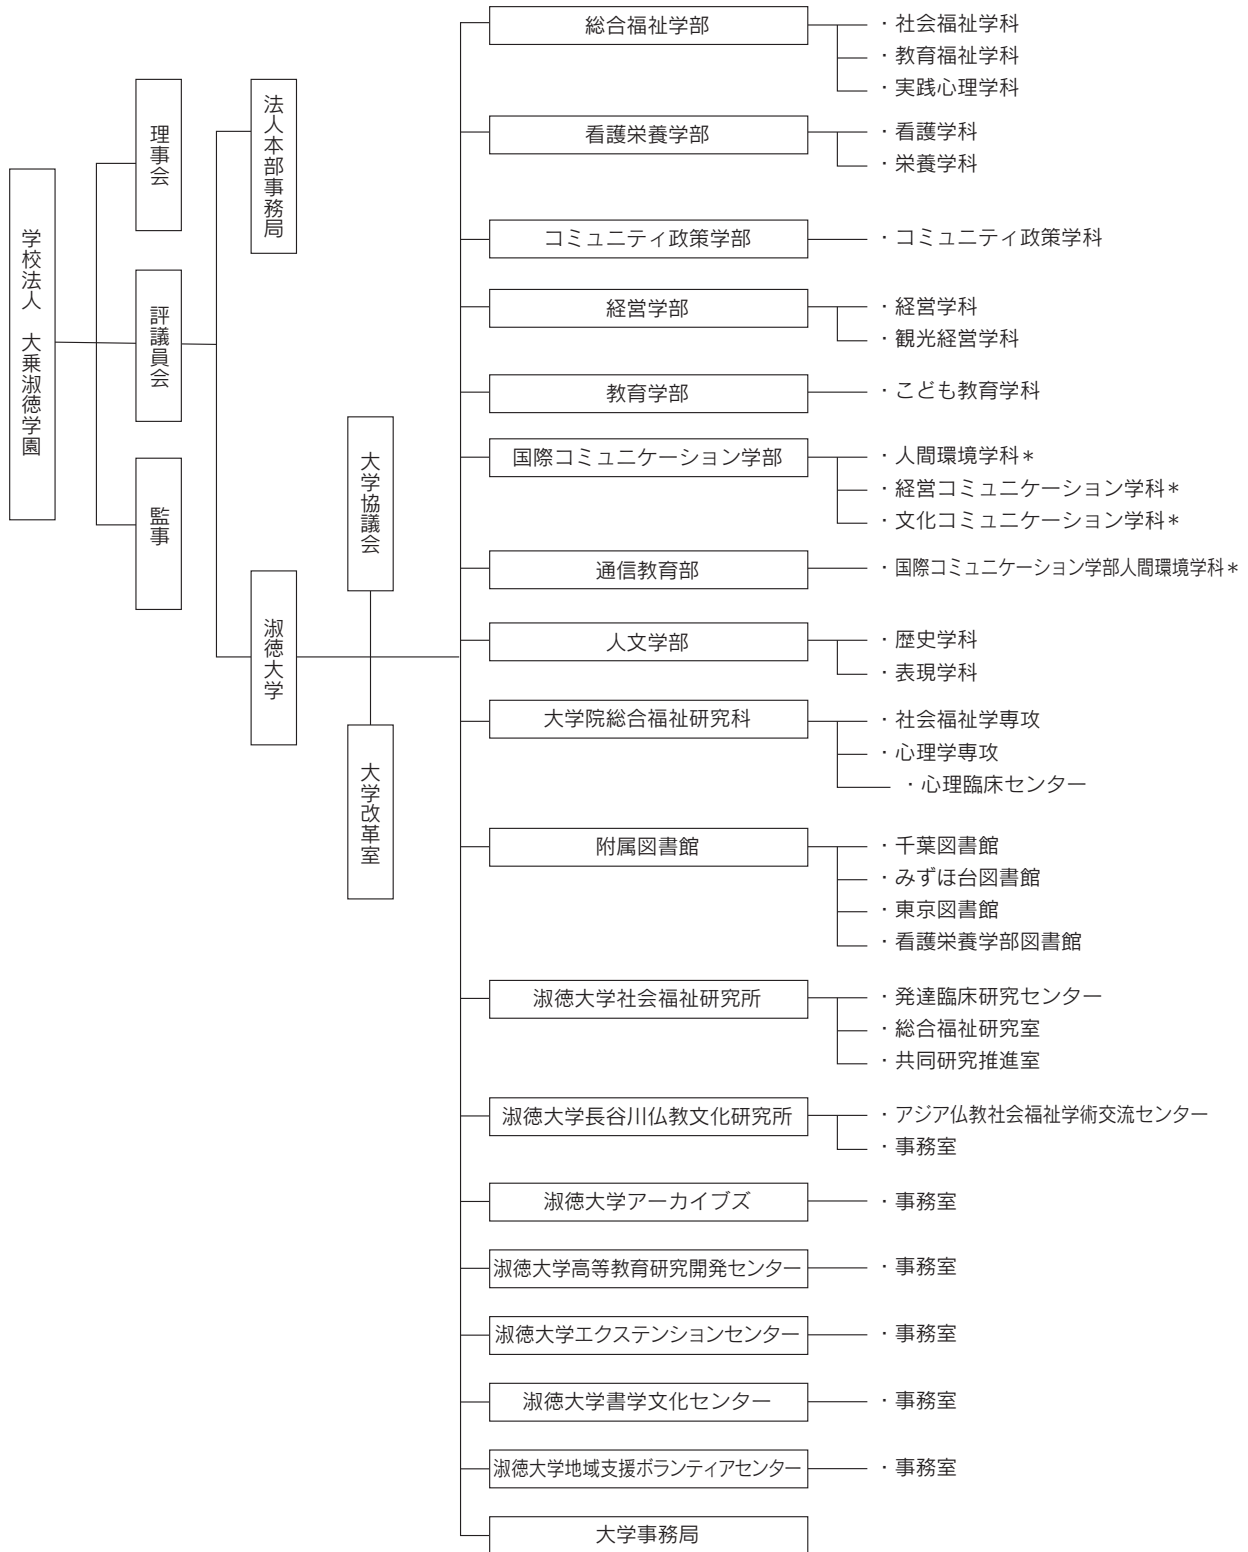 学校法人　大乗淑徳学園
理事会
評議員会
監事
法人本部事務局
淑徳大学
大学協議会
大学改革室
総合福祉学部
・社会福祉学科
・教育福祉学科
・実践心理学科
看護栄養学部
・看護学科
・栄養学科
コミュニティ政策学部
・コミュニティ政策学科
経営学部
・経営学科
・観光経営学科
教育学部
・こども教育学科
国際コミュニケーション学部
・人間環境学科＊
・経営コミュニケーション学科＊
・文化コミュニケーション学科＊
通信教育部
・国際コミュニケーション学部人間環境学科＊
人文学部
・歴史学科
・表現学科
大学院総合福祉研究科
・社会福祉学専攻
・心理学専攻
・心理臨床センター
附属図書館
・千葉図書館
・みずほ台図書館
・東京図書館
・看護栄養学部図書館
淑徳大学社会福祉研究所
・発達臨床研究センター
・総合福祉研究室
・共同研究推進室
淑徳大学長谷川仏教文化研究所
・アジア仏教社会福祉学術交流センター
・事務室
淑徳大学アーカイブズ
・事務室
淑徳大学高等教育研究開発センター
・事務室
淑徳大学エクステンションセンター
・事務室
淑徳大学書学文化センター
・事務室
淑徳大学地域支援ボランティアセンター
・事務室
大学事務局